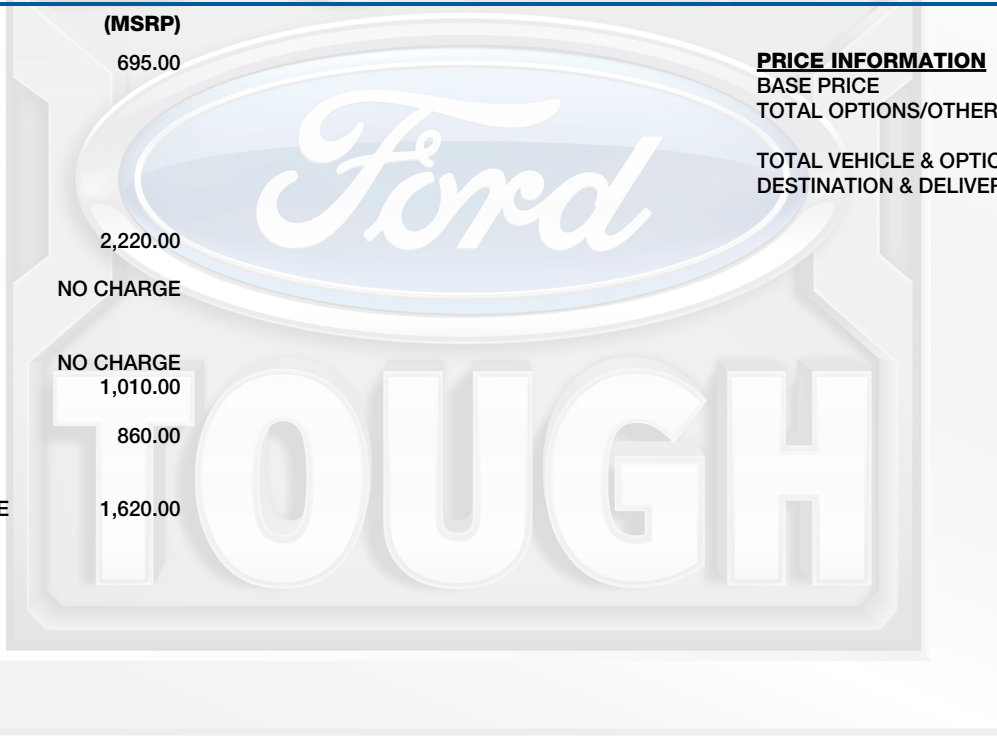 (MSRP)
695.00
2,220.00
NO CHARGE
NO CHARGE
1,010.00
860.00
E 1,620.00
PRICE INFORMATION
BASE PRICE
TOTAL OPTIONS/OTHER
TOTAL VEHICLE & OPTIO
DESTINATION & DELIVER
Ford
TOUGH